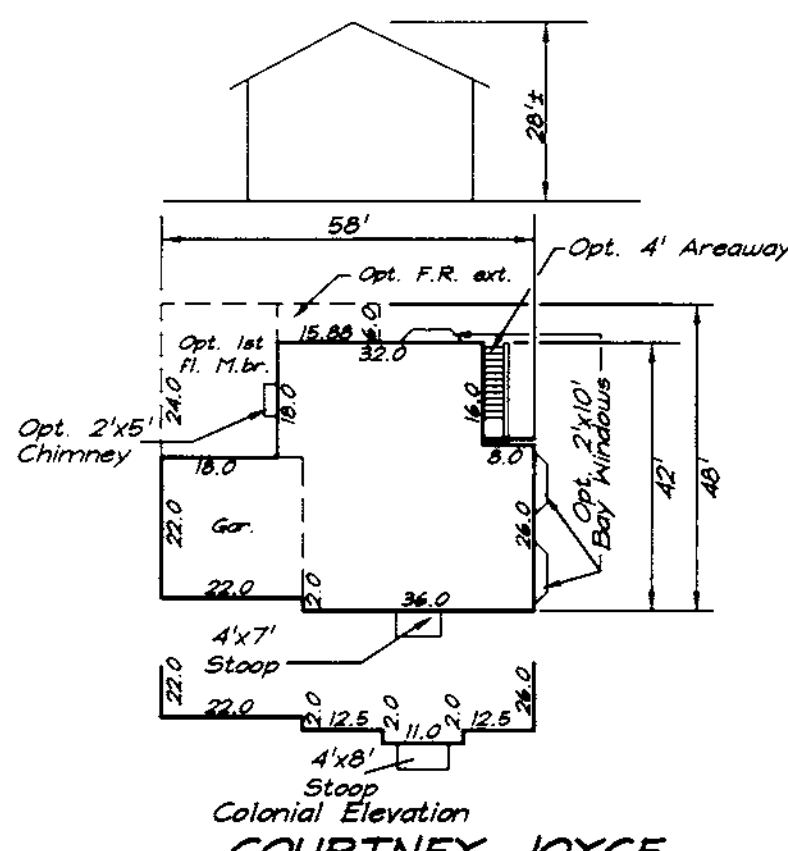 28'±
58'
Opt. 4' Areaway
Opt. F.R. ext.
15.88
6.0
32.0
Opt. 1st
fl. M.br.
24.0
18.0
16.0
Opt. 2'x5'
Chimney
18.0
8.0
Opt. 2'x10'
Bay Windows
42'
48'
22.0
Gar.
26.0
22.0
2.0
36.0
4'x7'
Stoop
22.0
22.0
2.0
12.5
2.0
11.0
2.0
12.5
26.0
4'x8'
Stoop
Colonial Elevation
COURTNEY JOYCE